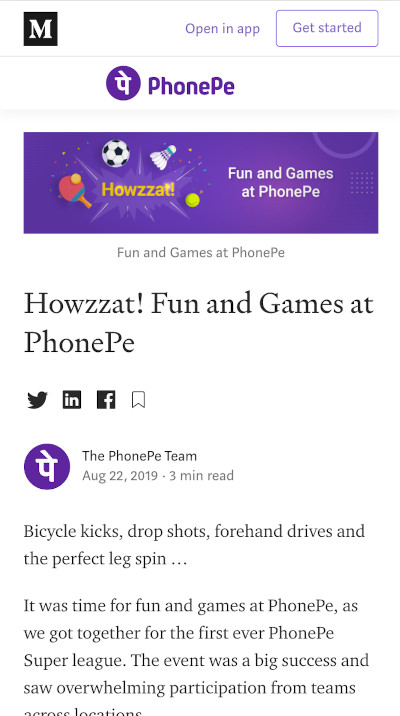 M
Open in app
Get started
पे PhonePe
Howzzat!
Fun and Games
at PhonePe
Fun and Games at PhonePe
Howzzat! Fun and Games at
PhonePe
in
पे
The PhonePe Team
Aug 22, 2019 · 3 min read
Bicycle kicks, drop shots, forehand drives and
the perfect leg spin …
It was time for fun and games at PhonePe, as
we got together for the first ever PhonePe
Super league. The event was a big success and
saw overwhelming participation from teams
across locations